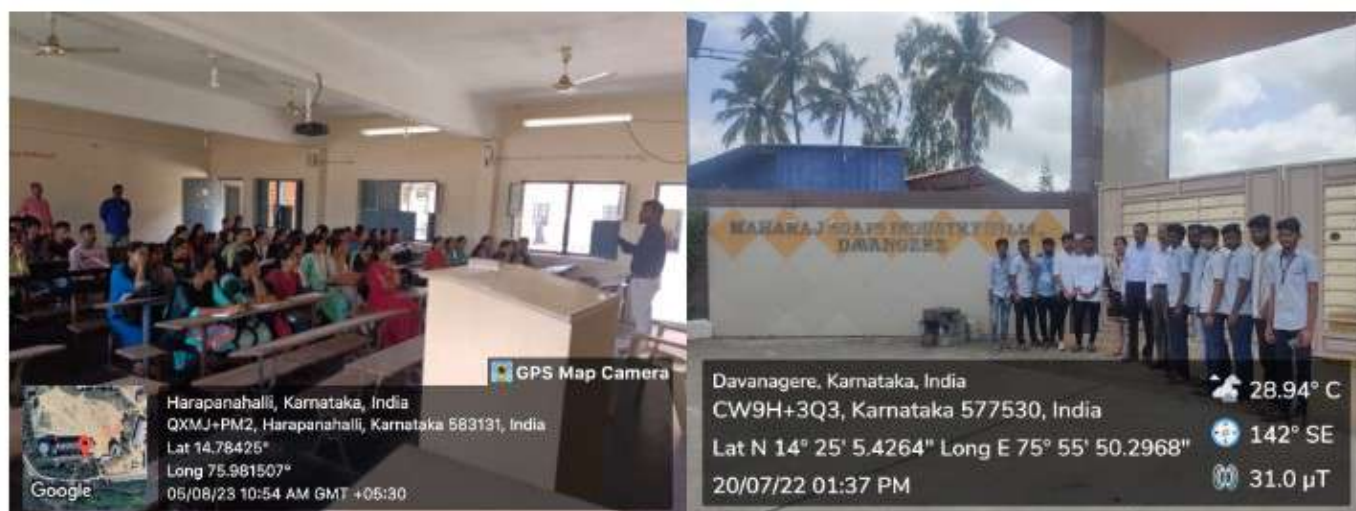 GPS Map Camera
Harapanahalli, Karnataka, India
QXMJ+PM2, Harapanahalli, Karnataka 583131, India
Lat 14.78425°
Long 75.981507°
05/08/23 10:54 AM GMT +05:30
Google
MAHARAJ SOAPS INDUSTRY
DAVANGERE
Davanagere, Karnataka, India
CW9H+3Q3, Karnataka 577530, India
Lat N 14° 25' 5.4264" Long E 75° 55' 50.2968"
20/07/22 01:37 PM
28.94° C
142° SE
31.0 µT